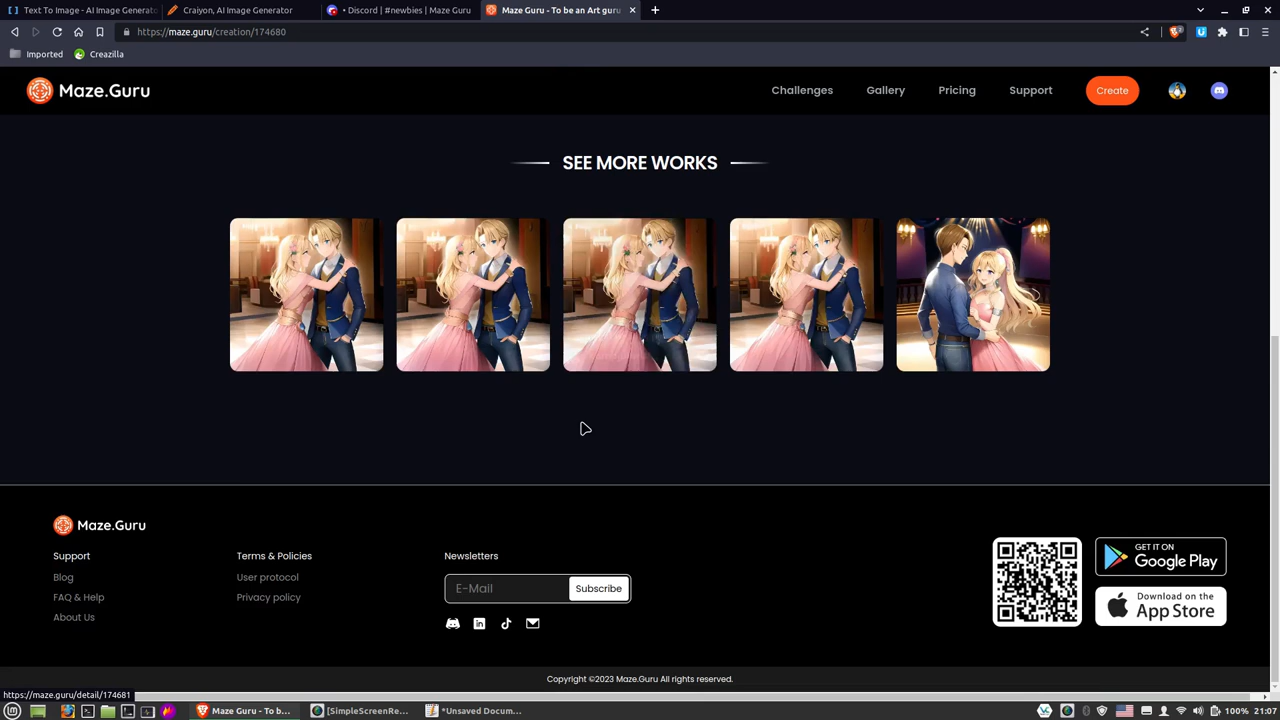 Text To Image - AI Image Generato
Craiyon, AI Image Generator
• Discord | #newbies | Maze Guru
Maze Guru - To be an Art guru
https://maze.guru/creation/174680
Imported
Creazilla
Maze.Guru
Challenges
Gallery
Pricing
Support
Create
SEE MORE WORKS
Maze.Guru
Support
Blog
FAQ & Help
About Us
Terms & Policies
User protocol
Privacy policy
Newsletters
E-Mail
Subscribe
GET IT ON
Google Play
Download on the
App Store
Copyright ©2023 Maze.Guru All rights reserved.
https://maze.guru/detail/174681
Maze Guru - To b...
[SimpleScreenRe...
*Unsaved Docum...
100%
21:07